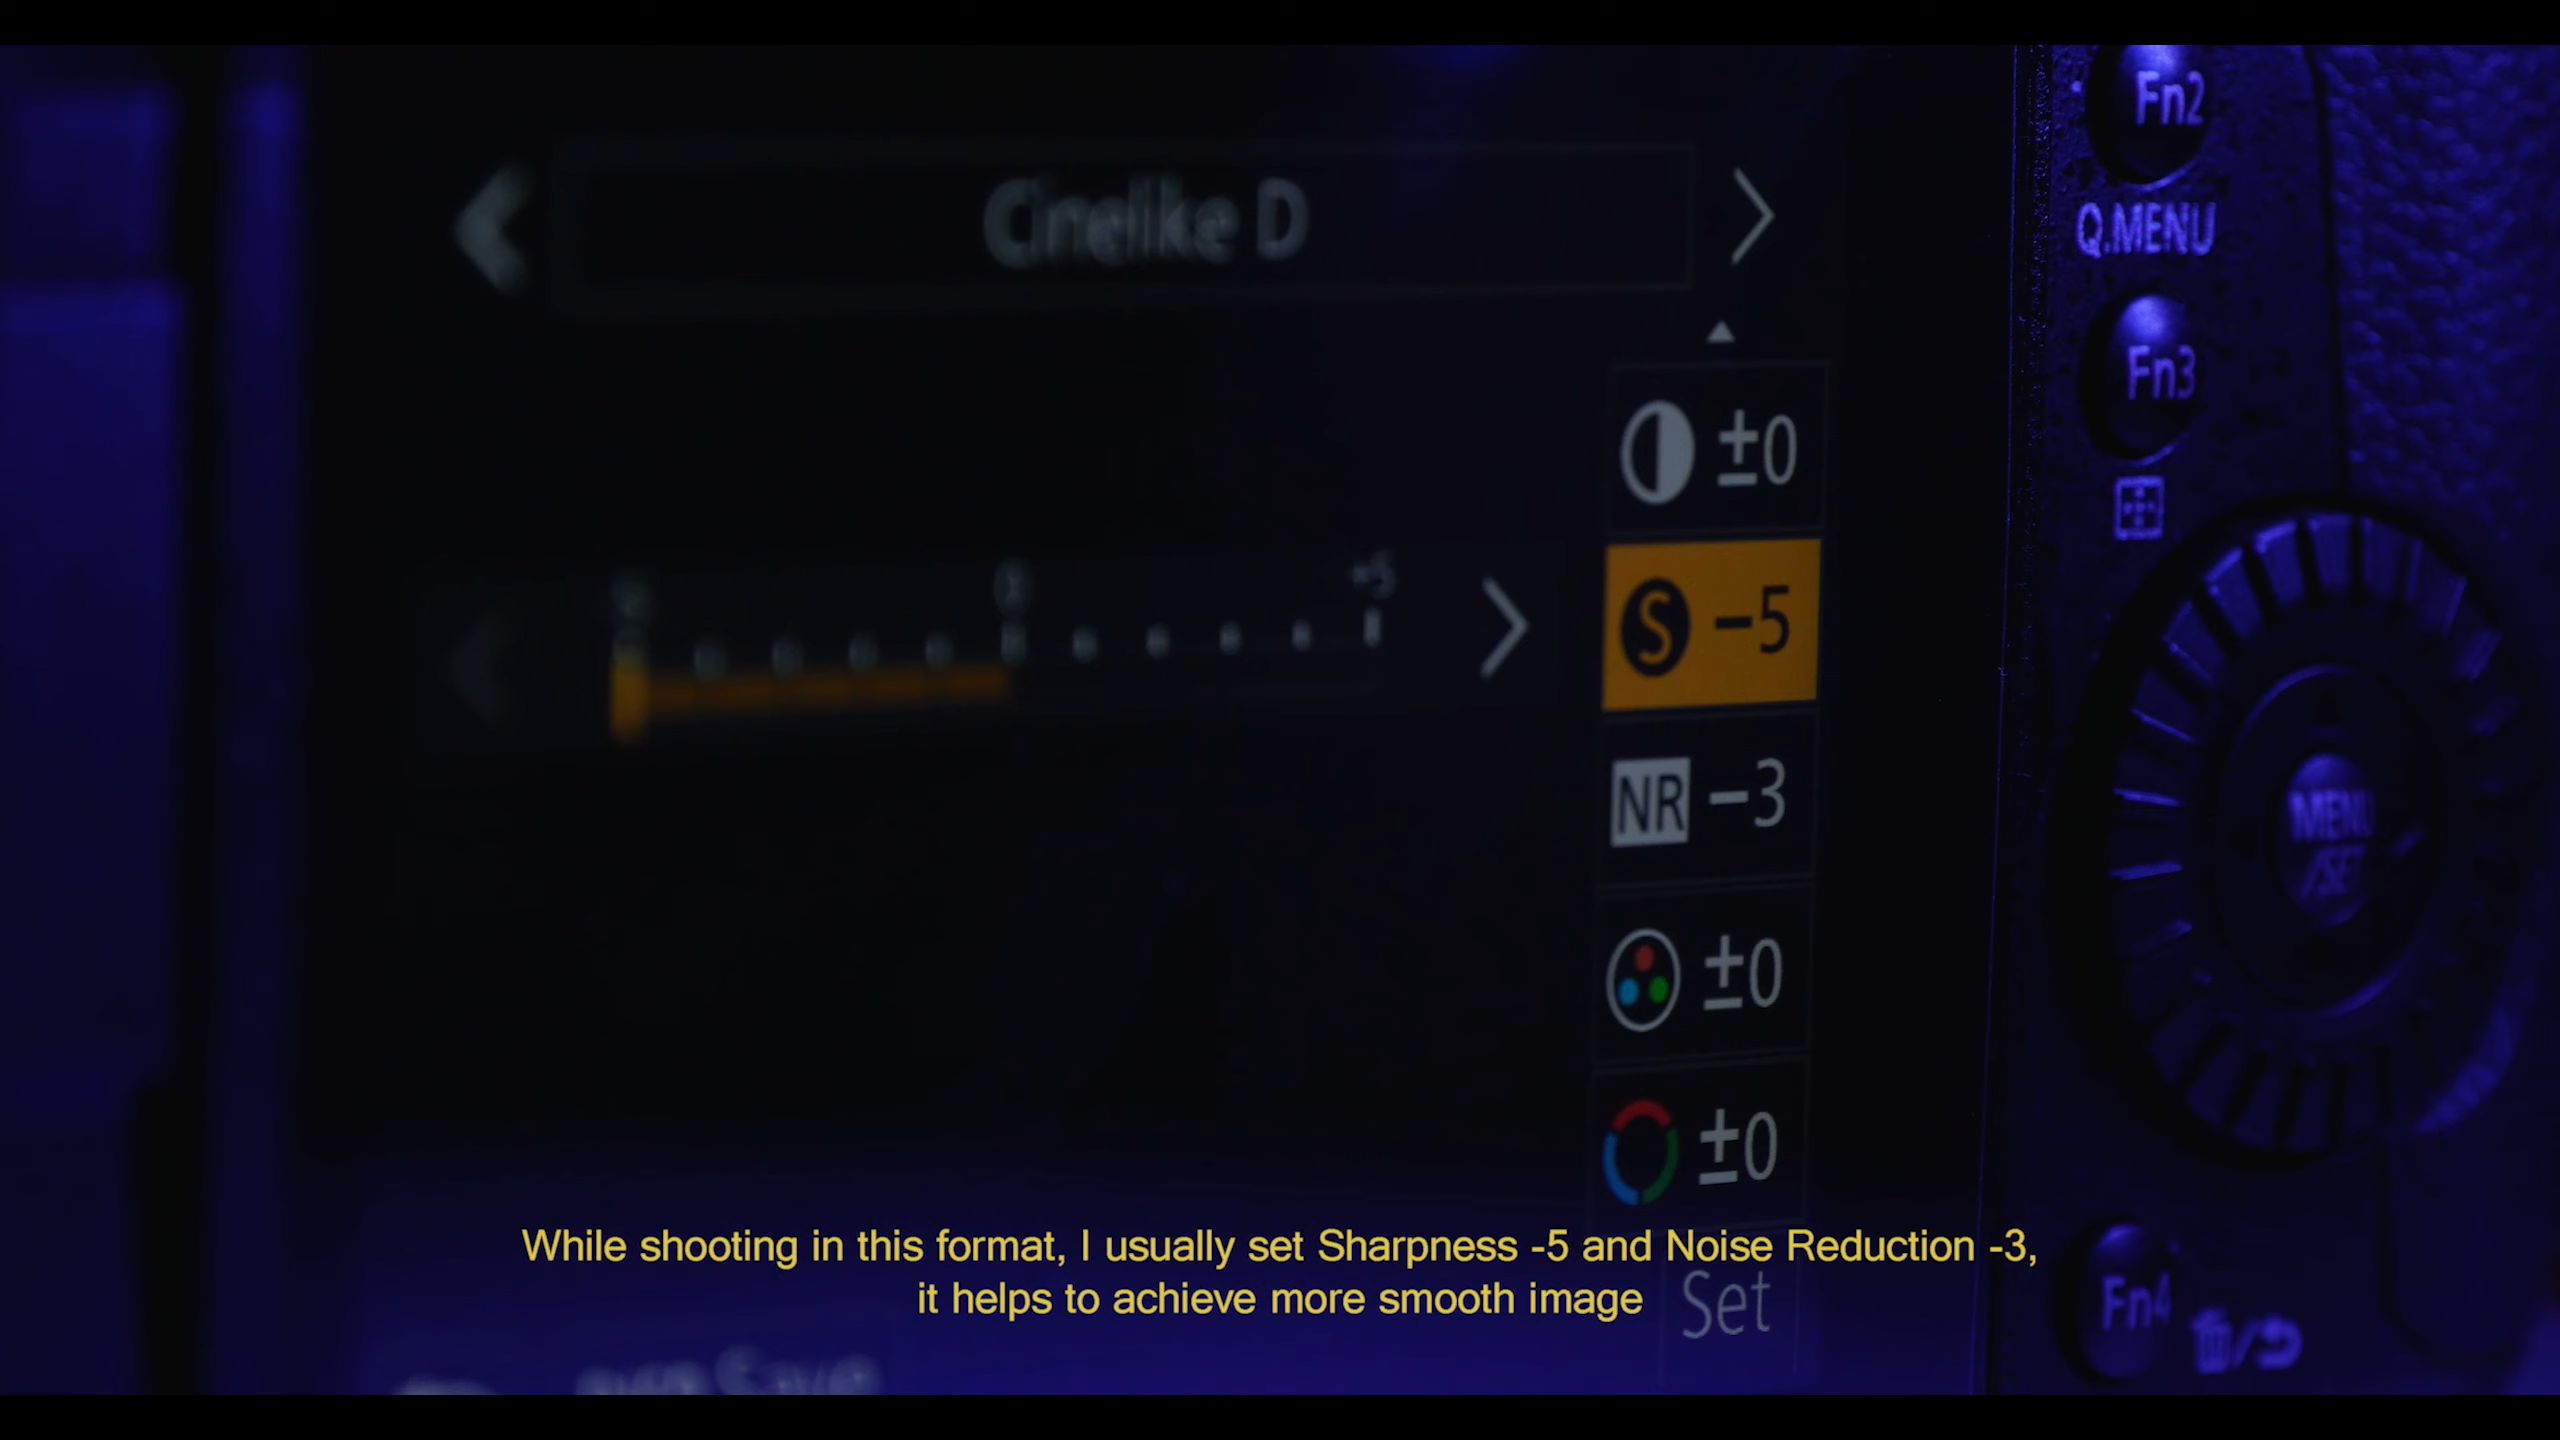 Fn2
Cinelike D
Q.MENU
Fn3
±0
+5
S -5
NR -3
MENU
/SET
±0
±0
While shooting in this format, I usually set Sharpness -5 and Noise Reduction -3,
it helps to achieve more smooth image
Set
Fn4